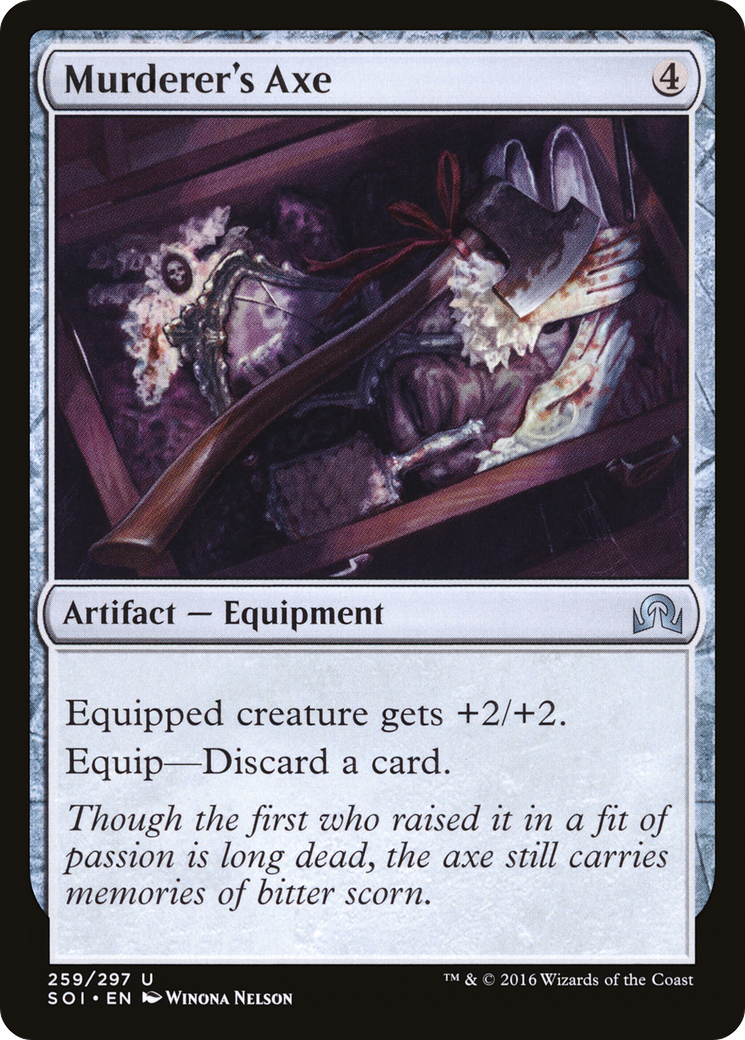 Murderer's Axe
4
Artifact — Equipment
Equipped creature gets +2/+2.
Equip—Discard a card.
Though the first who raised it in a fit of
passion is long dead, the axe still carries
memories of bitter scorn.
259/297 U
™ & © 2016 Wizards of the Coast
SOI • EN Winona Nelson